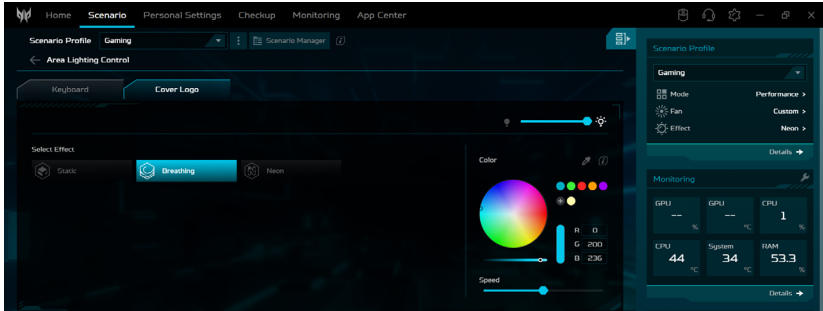 Home Scenario Personal Settings Checkup Monitoring App Center
Scenario Profile Gaming Scenario Manager
Area Lighting Control
Keyboard Cover Logo
Select Effect
Static Breathing Neon
Color
R 0
G 200
B 236
Speed
Scenario Profile
Gaming
Mode Performance >
Fan Custom >
Effect Neon >
Details →
Monitoring
GPU GPU CPU
-- -- 1
% °C %
CPU System RAM
44 34 53.3
°C °C %
Details →